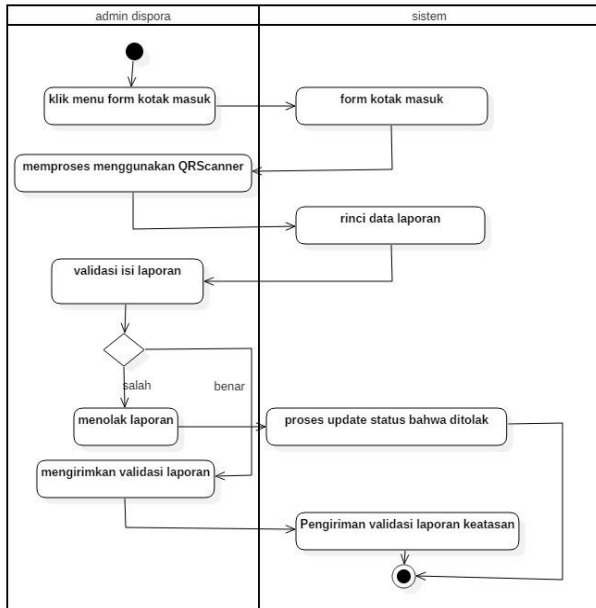 admin dispora
sistem
klik menu form kotak masuk
form kotak masuk
memproses menggunakan QRScanner
rinci data laporan
validasi isi laporan
salah
benar
menolak laporan
proses update status bahwa ditolak
mengirimkan validasi laporan
Pengiriman validasi laporan keatasan